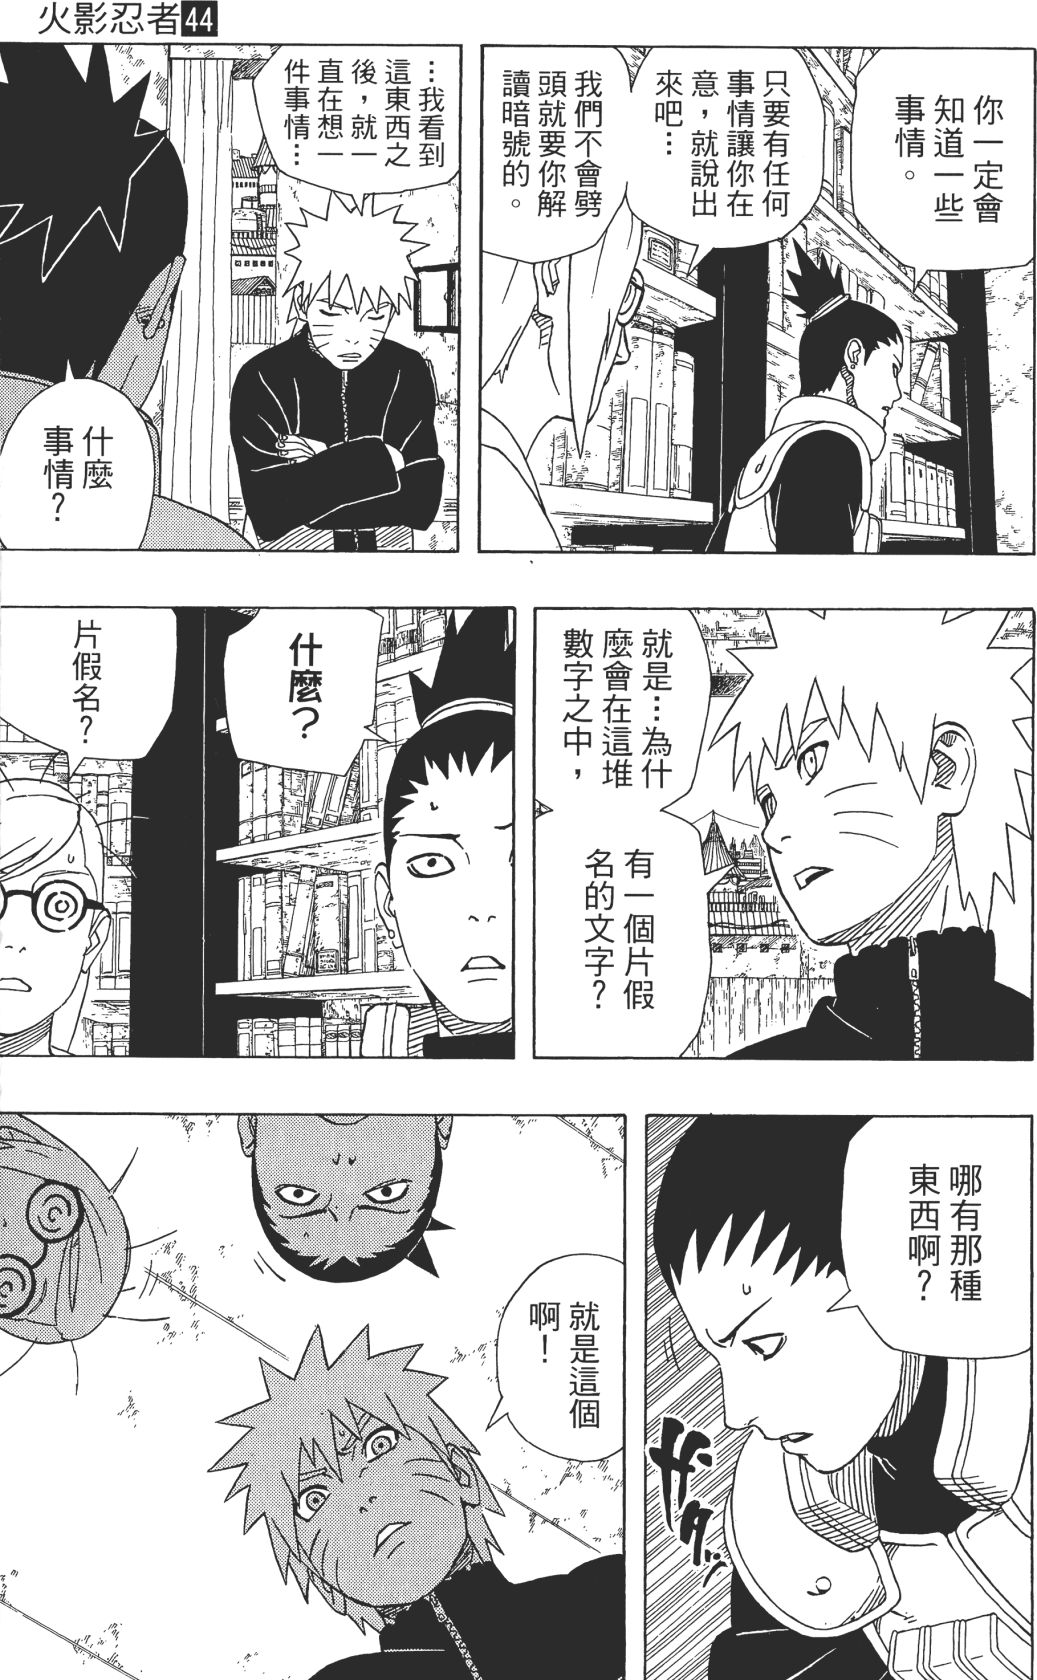 火影忍者44
你一定會
知道一些
事情。
只要有任何
事情讓你在
意，就說出
來吧…
我們不會劈
頭就要你解
讀暗號的。
…我看到
這東西之
後，就一
直在想一
件事情…
什麼
事情？
就是…為什
麼會在這堆
數字之中，
有一個片假
名的文字？
什麼？
片假名？
哪有那種
東西啊？
ガタッ
就是這個
啊！